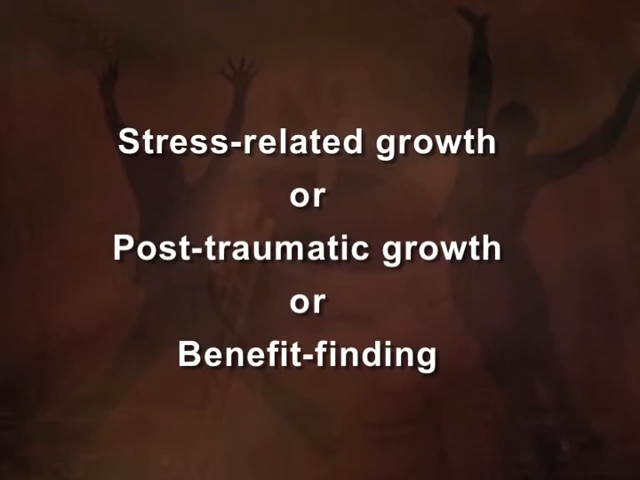 Stress-related growth
or
Post-traumatic growth
or
Benefit-finding